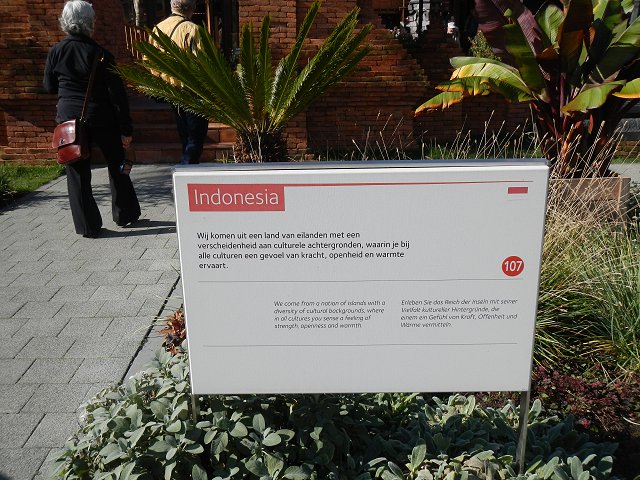 Indonesia
Wij komen uit een land van eilanden met een
verscheidenheid aan culturele achtergronden, waarin je bij
alle culturen een gevoel van kracht, openheid en warmte
ervaart.
107
We come from a nation of islands with a
diversity of cultural backgrounds, where
in all cultures you sense a feeling of
strength, openness and warmth.
Erleben Sie das Reich der Inseln mit seiner
Vielfalt kultureller Hintergründe, die
einem ein Gefühl von Kraft, Offenheit und
Wärme vermitteln.